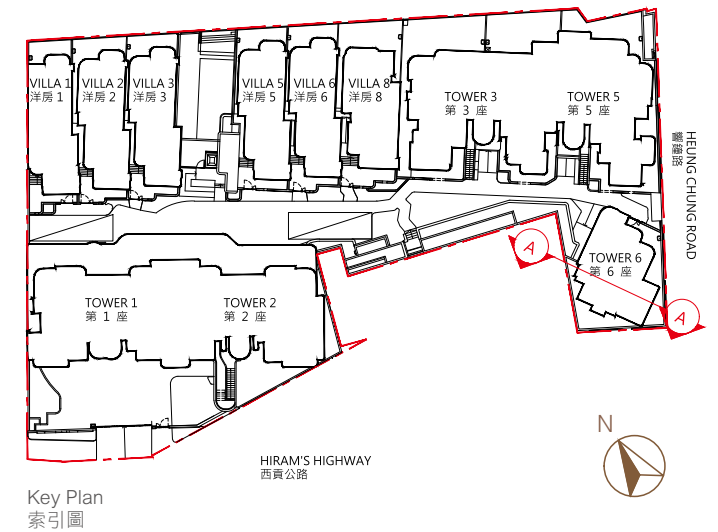 VILLA 1
洋房 1
VILLA 2
洋房 2
VILLA 3
洋房 3
VILLA 5
洋房 5
VILLA 6
洋房 6
VILLA 8
洋房 8
TOWER 3
第 3 座
TOWER 5
第 5 座
HEUNG CHUNG ROAD
響鐘路
A
TOWER 6
第 6 座
A
TOWER 1
第 1 座
TOWER 2
第 2 座
HIRAM'S HIGHWAY
西貢公路
N
Key Plan
索引圖